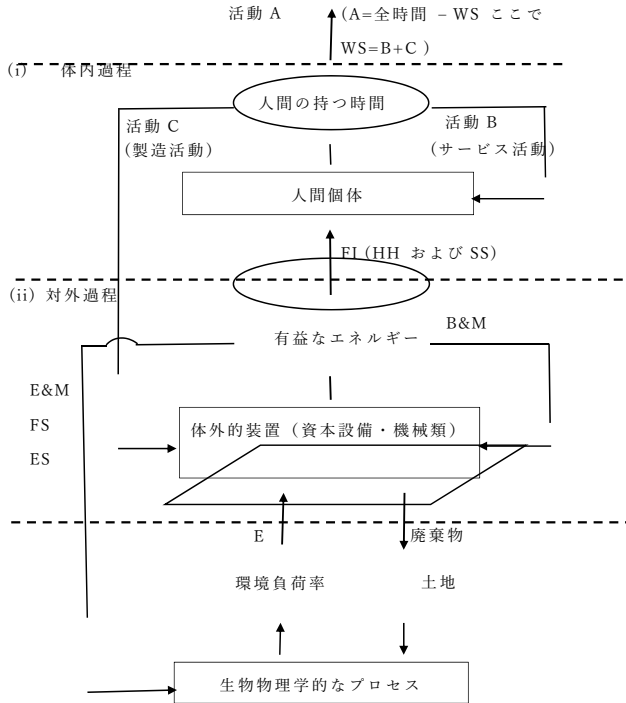 活動 A
(A=全時間 – WS ここで
WS=B+C )
(i) 体内過程
人間の持つ時間
活動 C
(製造活動)
活動 B
(サービス活動)
人間個体
FI (HH および SS)
(ii) 対外過程
有益なエネルギー
B&M
E&M
FS
ES
体外的装置（資本設備・機械類）
E
廃棄物
環境負荷率
土地
生物物理学的なプロセス